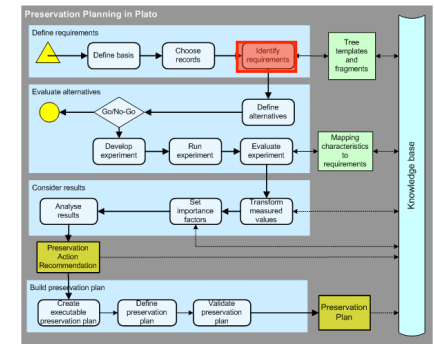 Preservation Planning in Plato
Define requirements
Define basis
Choose
records
Identify
requirements
Tree
templates
and
fragments
Evaluate alternatives
Go/No-Go
Define
alternatives
Develop
experiment
Run
experiment
Evaluate
experiment
Mapping
characteristics
to
requirements
Knowledge base
Consider results
Analyse
results
Set
importance
factors
Transform
measured
values
Preservation
Action
Recommendation
Build preservation plan
Create
executable
preservation plan
Define
preservation
plan
Validate
preservation
plan
Preservation
Plan